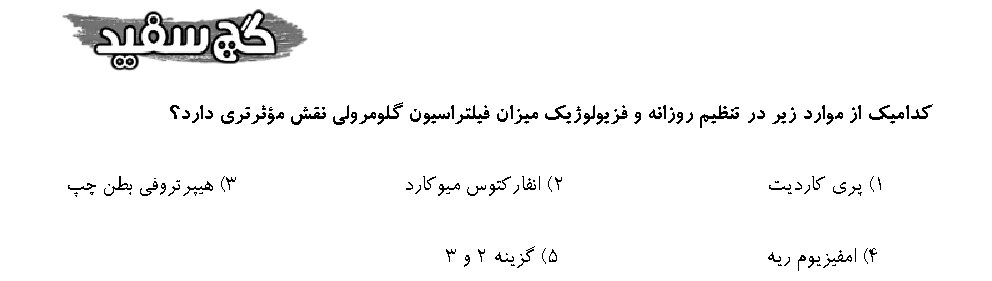 گچ سفید
کدامیک از موارد زیر در تنظیم روزانه و فزیولوژیک میزان فیلتراسیون گلومرولی نقش مؤثرتری دارد؟
۱) پری کاردیت ۲) انفارکتوس میوکارد ۳) هیپرتروفی بطن چپ
۴) امفیزیوم ریه ۵) گزینه ۲ و ۳